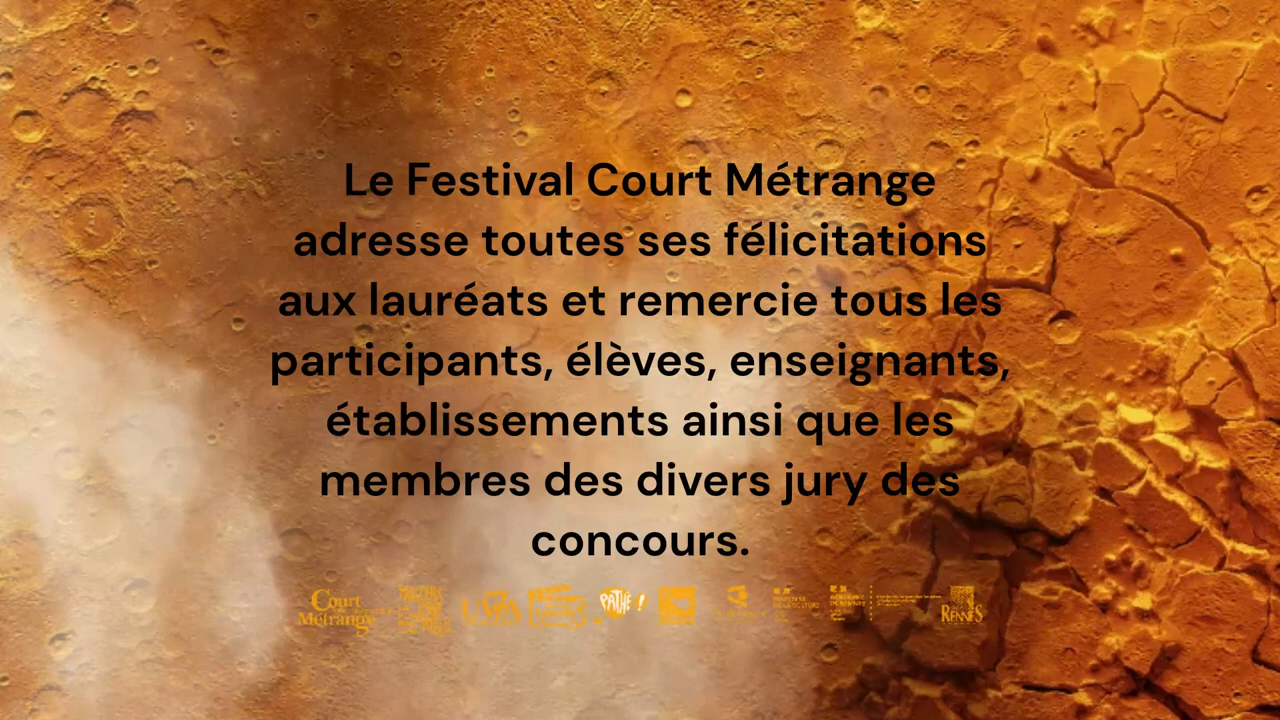 Le Festival Court Métrange
adresse toutes ses félicitations
aux lauréats et remercie tous les
participants, élèves, enseignants,
établissements ainsi que les
membres des divers jury des
concours.
Court
Métrange
PATHÉ !
RENNES